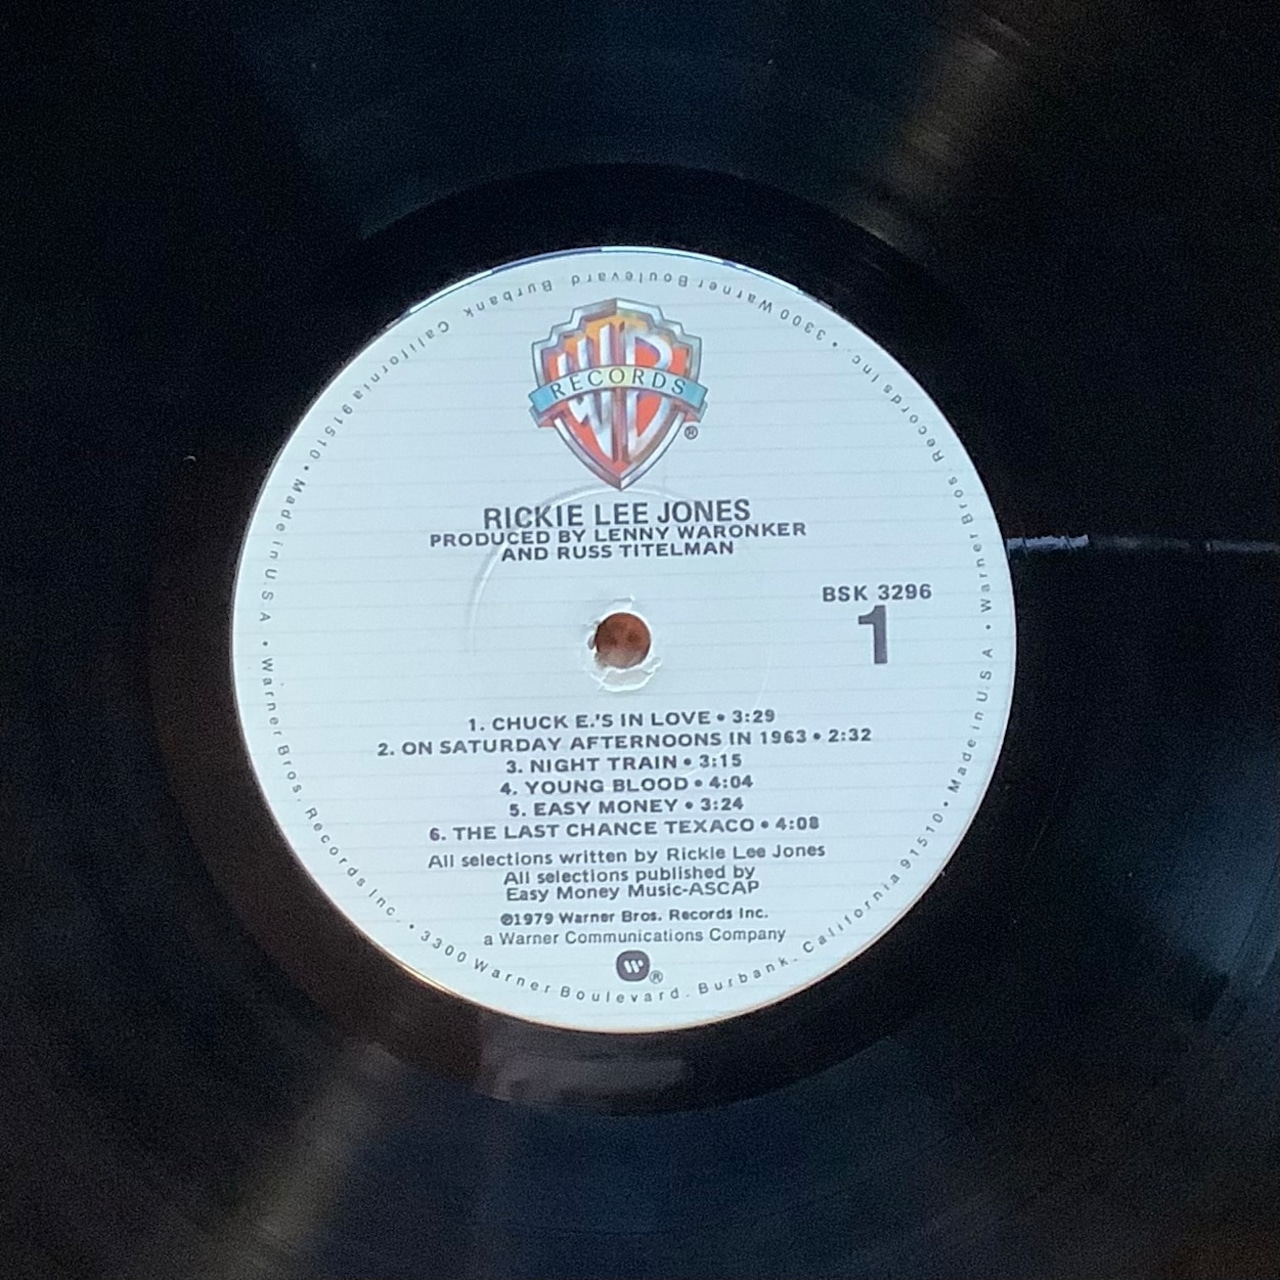 WB
RECORDS
®
RICKIE LEE JONES
PRODUCED BY LENNY WARONKER
AND RUSS TITELMAN
BSK 3296
1
1. CHUCK E.'S IN LOVE • 3:29
2. ON SATURDAY AFTERNOONS IN 1963 • 2:32
3. NIGHT TRAIN • 3:15
4. YOUNG BLOOD • 4:04
5. EASY MONEY • 3:24
6. THE LAST CHANCE TEXACO • 4:08
All selections written by Rickie Lee Jones
All selections published by
Easy Money Music-ASCAP
℗1979 Warner Bros. Records Inc.
a Warner Communications Company
W®
Warner Bros. Records Inc. • 3300 Warner Boulevard. Burbank. California 91510 • Made in U.S.A. • Warner Bros. Records Inc. • 3300 Warner Boulevard Burbank California 91510 • Made in U.S.A. •